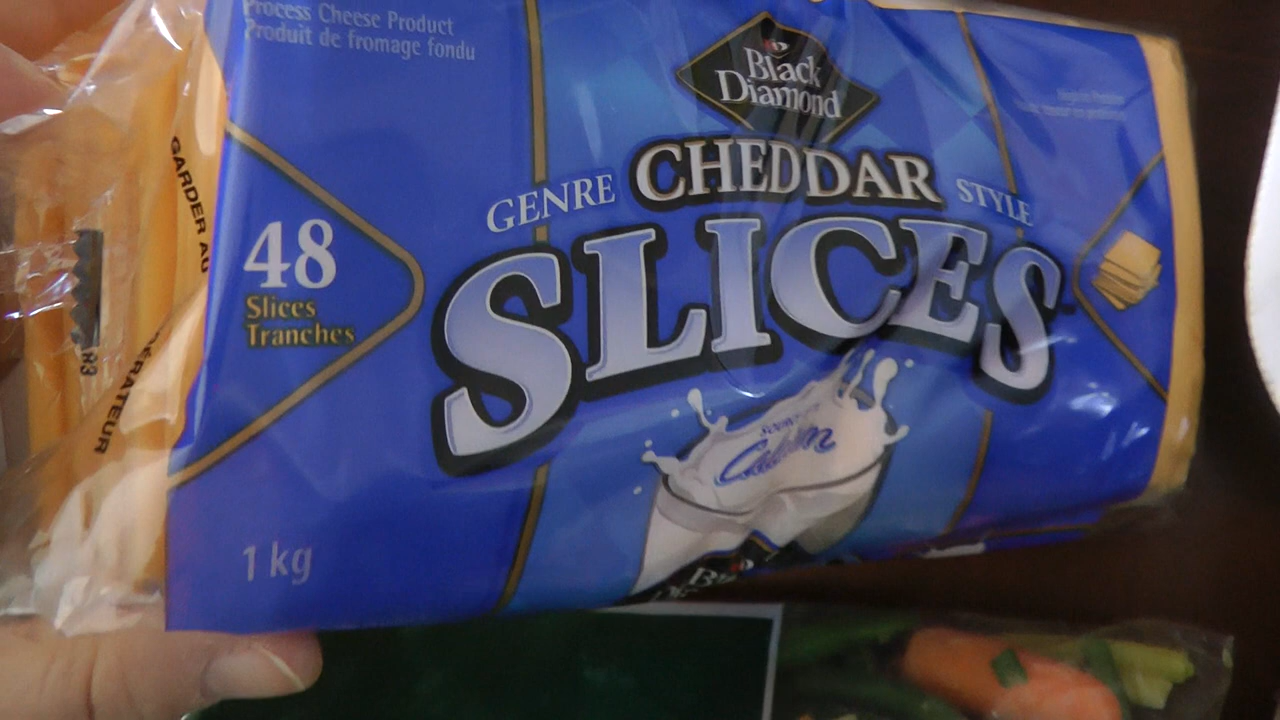 Process Cheese Product
Produit de fromage fondu
Black
Diamond
GENRE CHEDDAR STYLE
SLICES
48
Slices
Tranches
GARDER AU
1 kg